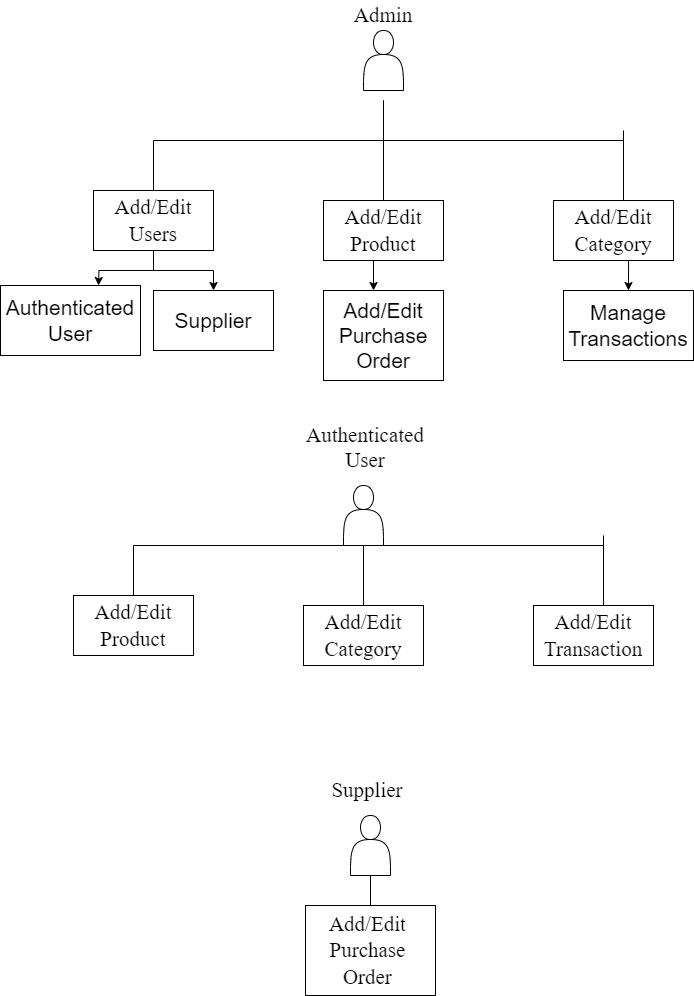 Admin
Add/Edit
Users
Add/Edit
Product
Add/Edit
Category
Authenticated
User
Supplier
Add/Edit
Purchase
Order
Manage
Transactions
Authenticated
User
Add/Edit
Product
Add/Edit
Category
Add/Edit
Transaction
Supplier
Add/Edit
Purchase
Order